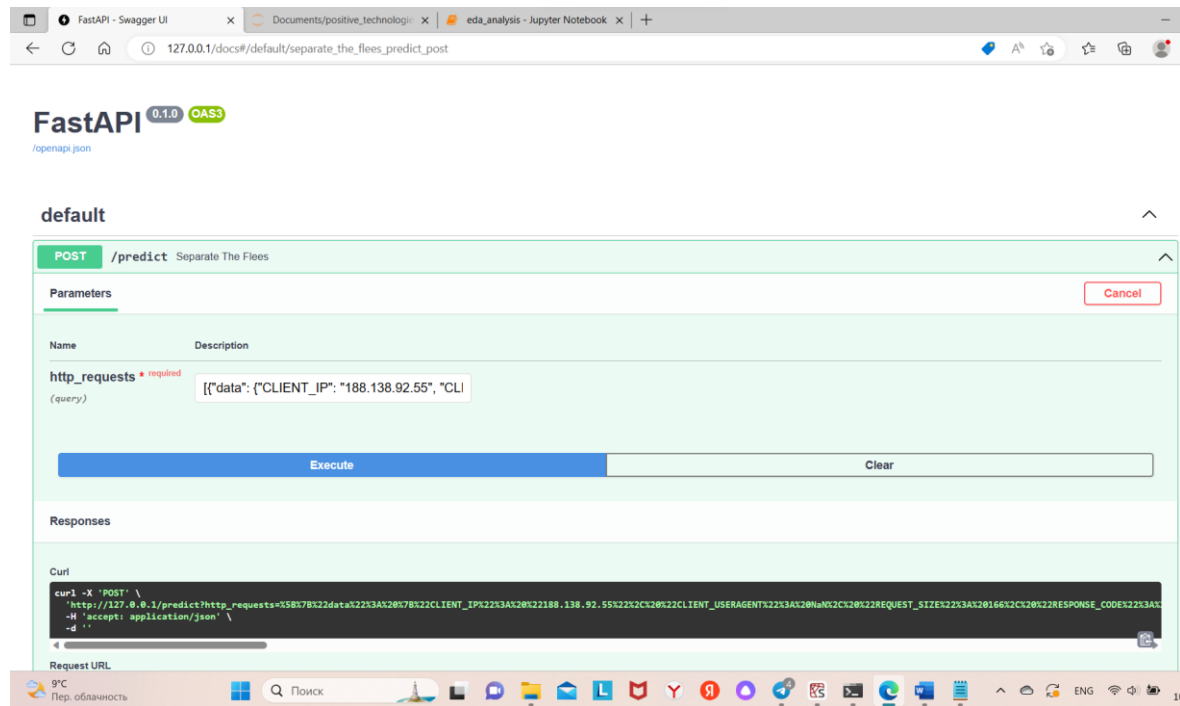 FastAPI - Swagger UI
Documents/positive_technologie
eda_analysis - Jupyter Notebook
127.0.0.1/docs#/default/separate_the_flees_predict_post
FastAPI 0.1.0 OAS3
/openapi.json
default
POST /predict Separate The Flees
Parameters
Cancel
Name Description
http_requests * required
[{"data": {"CLIENT_IP": "188.138.92.55", "CLI
(query)
Execute Clear
Responses
Curl
curl -X 'POST' \
'http://127.0.0.1/predict?http_requests=%5B%7B%22data%22%3A%20%7B%22CLIENT_IP%22%3A%20%22188.138.92.55%22%2C%20%22CLIENT_USERAGENT%22%3A%20NaN%2C%20%22REQUEST_SIZE%22%3A%20166%2C%20%22RESPONSE_CODE%22%3A%
-H 'accept: application/json' \
-d ''
Request URL
9°C
Пер. облачность
Поиск
ENG